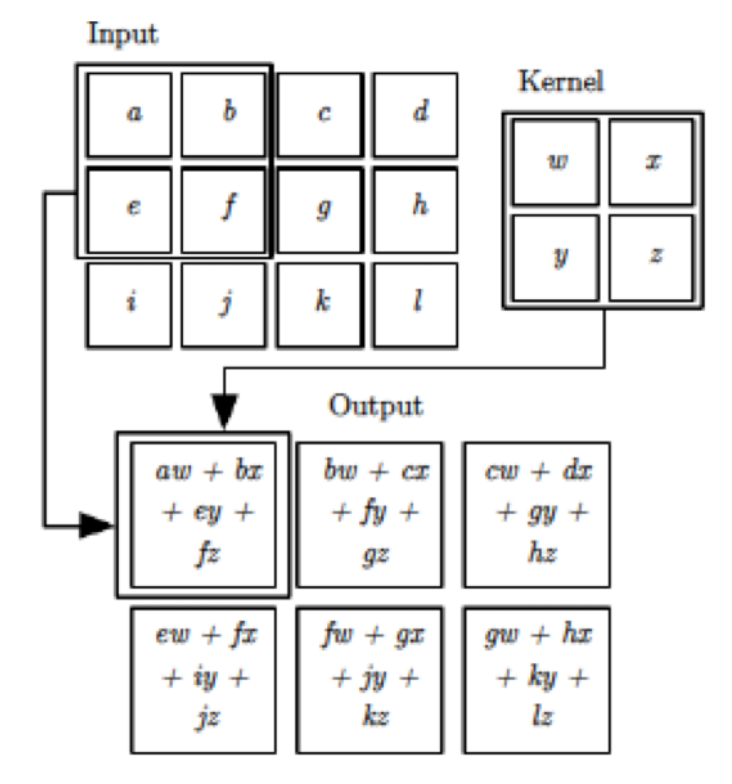 Input
a b c d
e f g h
i j k l
Kernel
w x
y z
Output
aw + bx
+ ey +
fz
bw + cx
+ fy +
gz
cw + dx
+ gy +
hz
ew + fx
+ iy +
jz
fw + gx
+ jy +
kz
gw + hx
+ ky +
lz